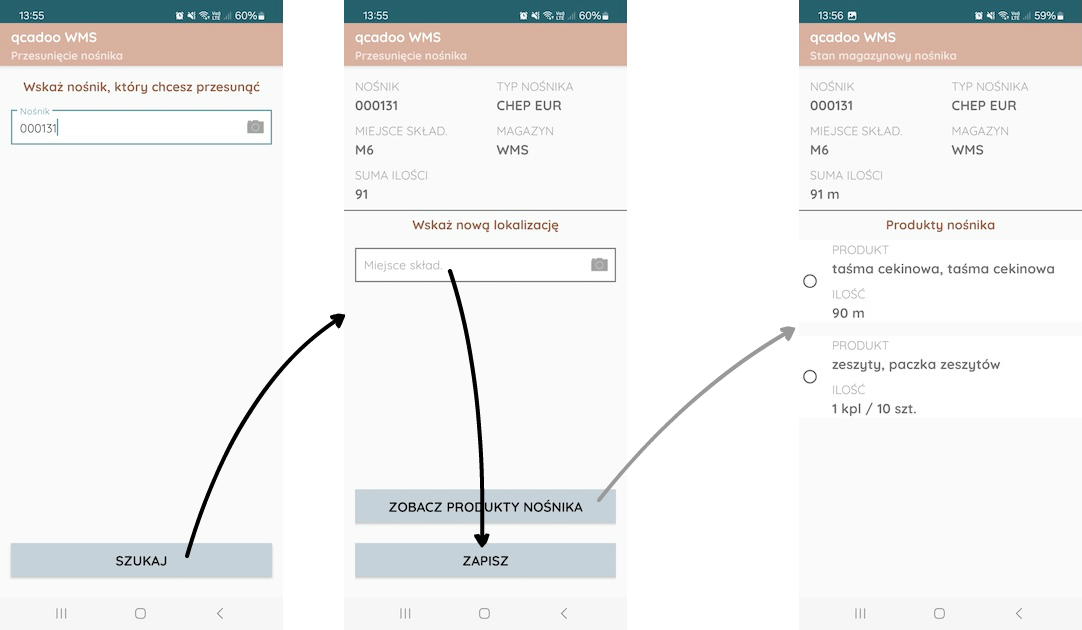 13:55
60%
qcadoo WMS
Przesunięcie nośnika
Wskaż nośnik, który chcesz przesunąć
Nośnik
000131
SZUKAJ
13:55
60%
qcadoo WMS
Przesunięcie nośnika
NOŚNIK TYP NOŚNIKA
000131 CHEP EUR
MIEJSCE SKŁAD. MAGAZYN
M6 WMS
SUMA ILOŚCI
91
Wskaż nową lokalizację
Miejsce skład.
ZOBACZ PRODUKTY NOŚNIKA
ZAPISZ
13:56
59%
qcadoo WMS
Stan magazynowy nośnika
NOŚNIK TYP NOŚNIKA
000131 CHEP EUR
MIEJSCE SKŁAD. MAGAZYN
M6 WMS
SUMA ILOŚCI
91 m
Produkty nośnika
PRODUKT
taśma cekinowa, taśma cekinowa
ILOŚĆ
90 m
PRODUKT
zeszyty, paczka zeszytów
ILOŚĆ
1 kpl / 10 szt.